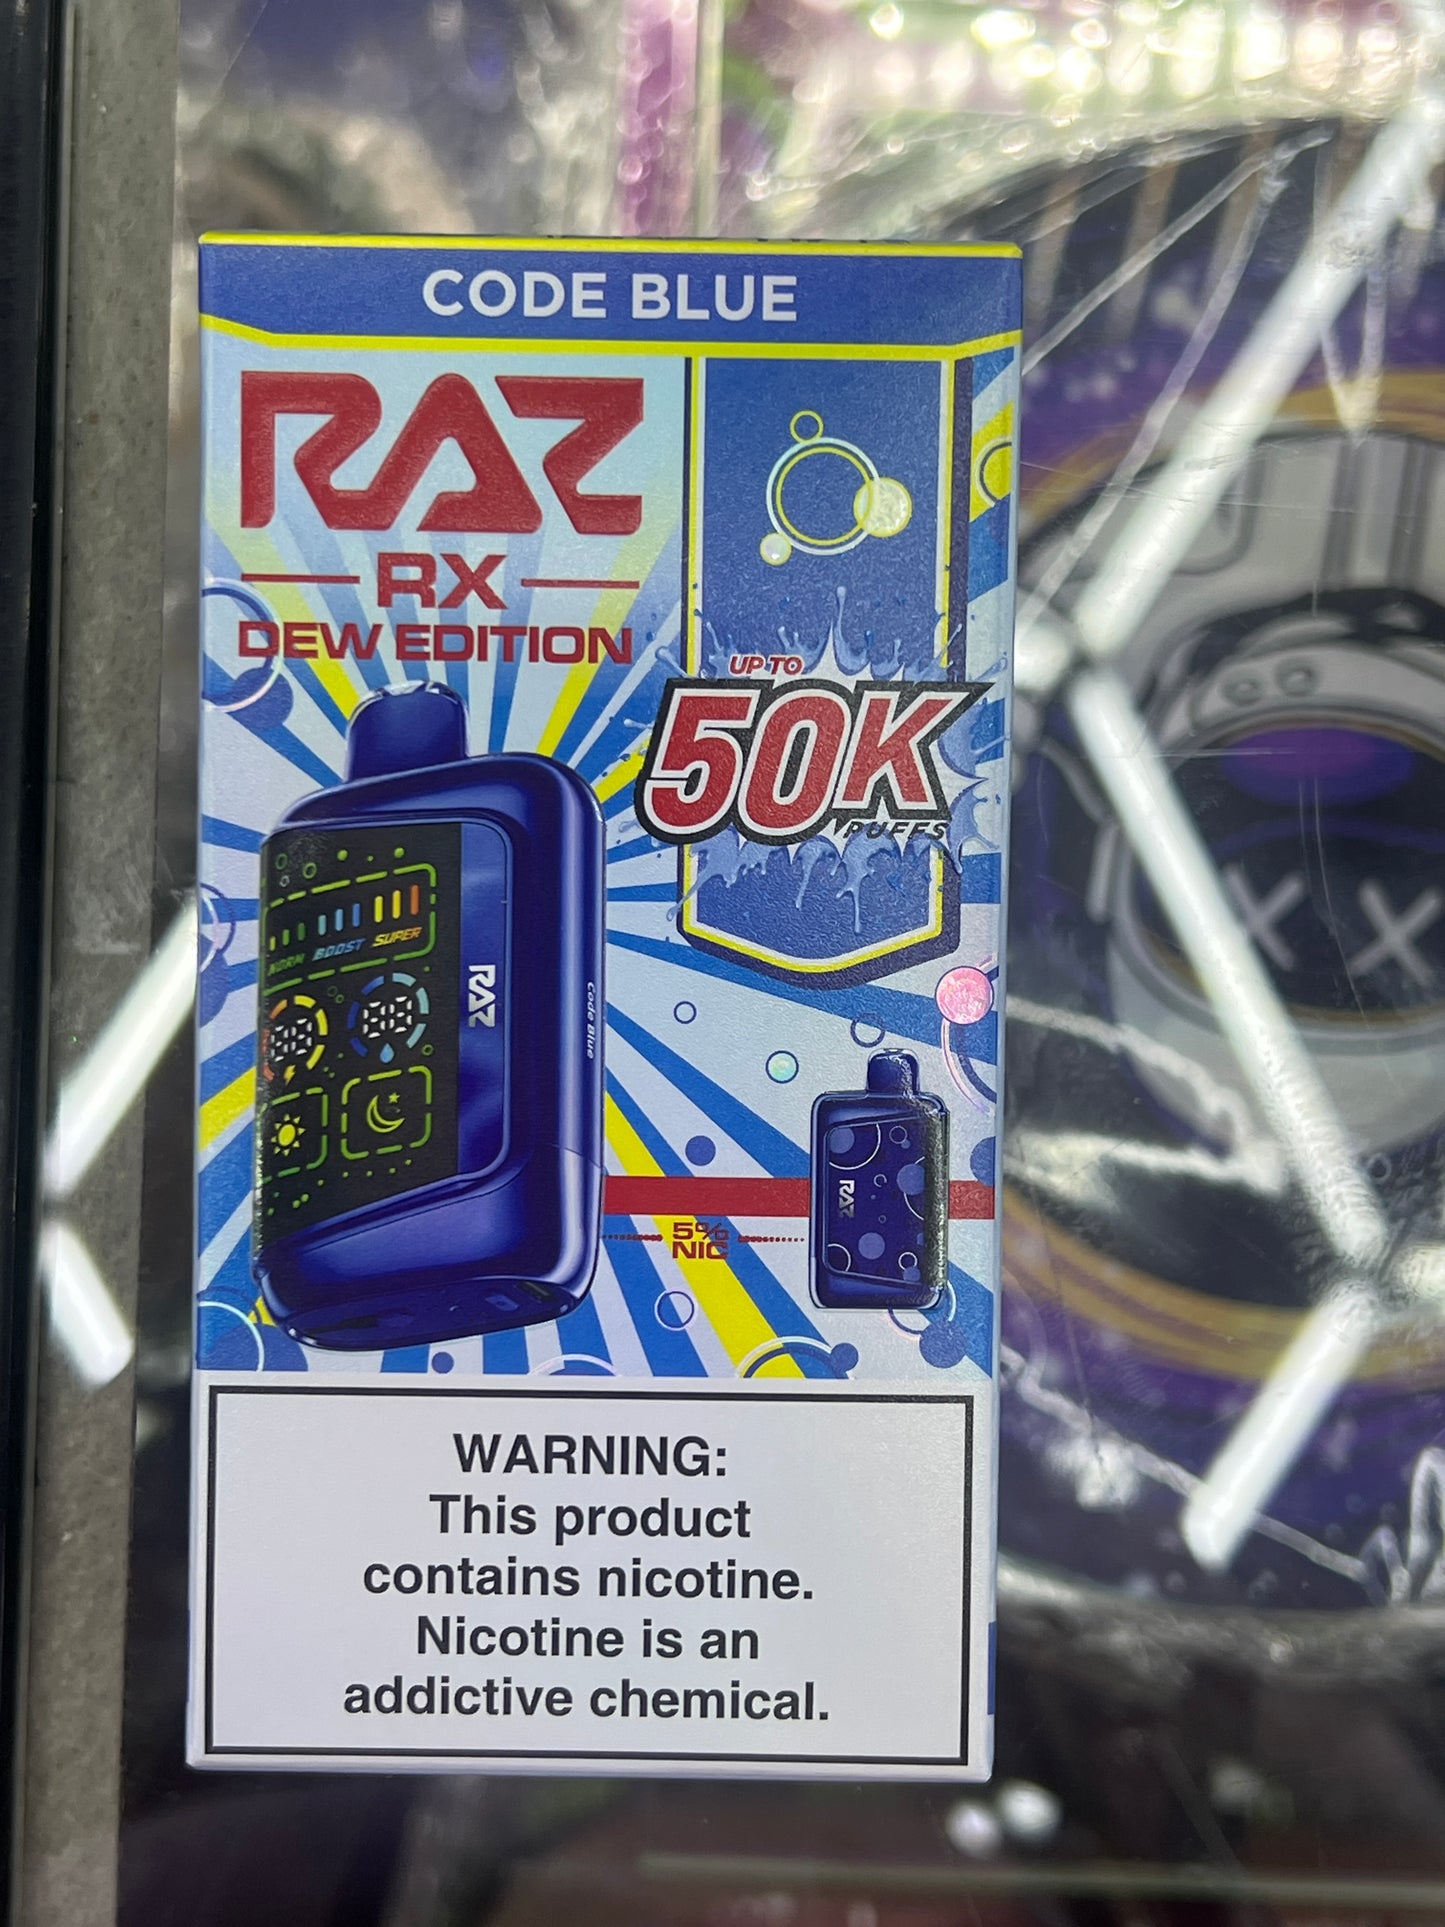 CODE BLUE
RAZ
RX
DEW EDITION
UP TO
50K
PUFFS
NORM BOOST SUPER
RAZ
Code Blue
RAZ
5%
NIC
WARNING:
This product
contains nicotine.
Nicotine is an
addictive chemical.